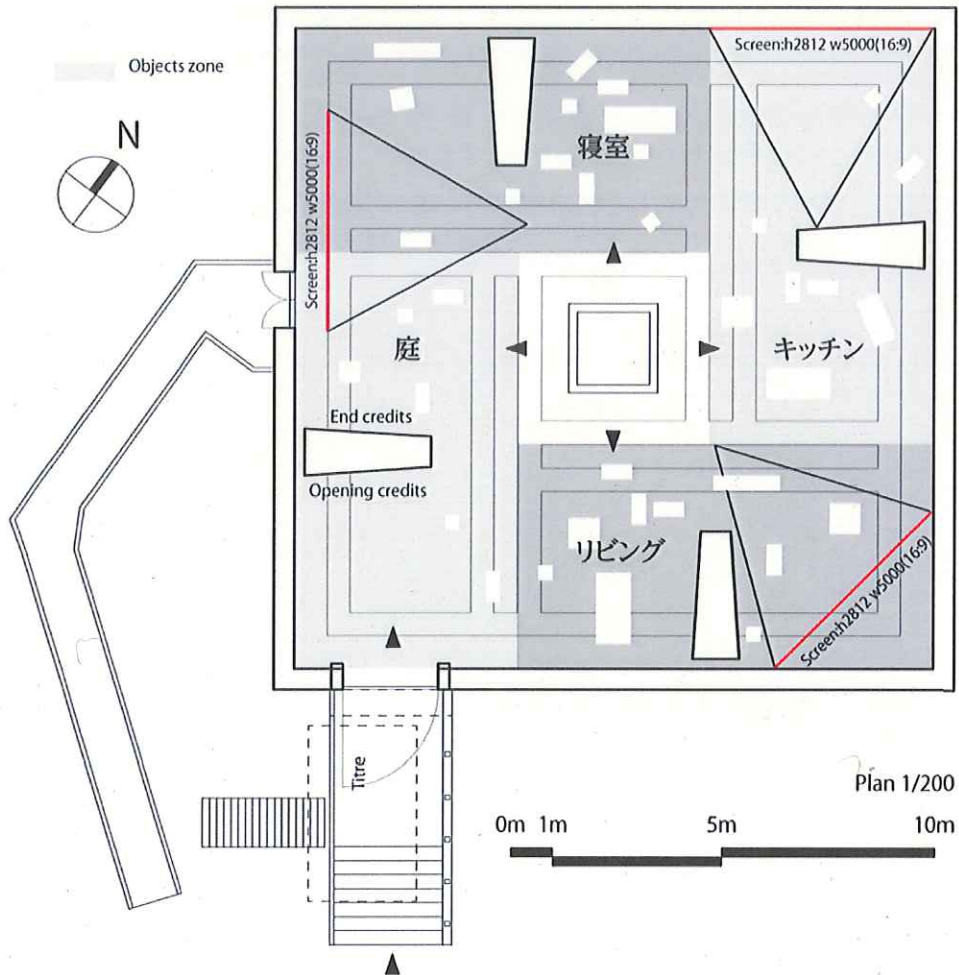 Objects zone
N
Screen:h2812 w5000(16:9)
Screen:h2812 w5000(16:9)
寝室
庭
キッチン
End credits
Opening credits
リビング
Screen:h2812 w5000(16:9)
Titre
Plan 1/200
0m 1m 5m 10m